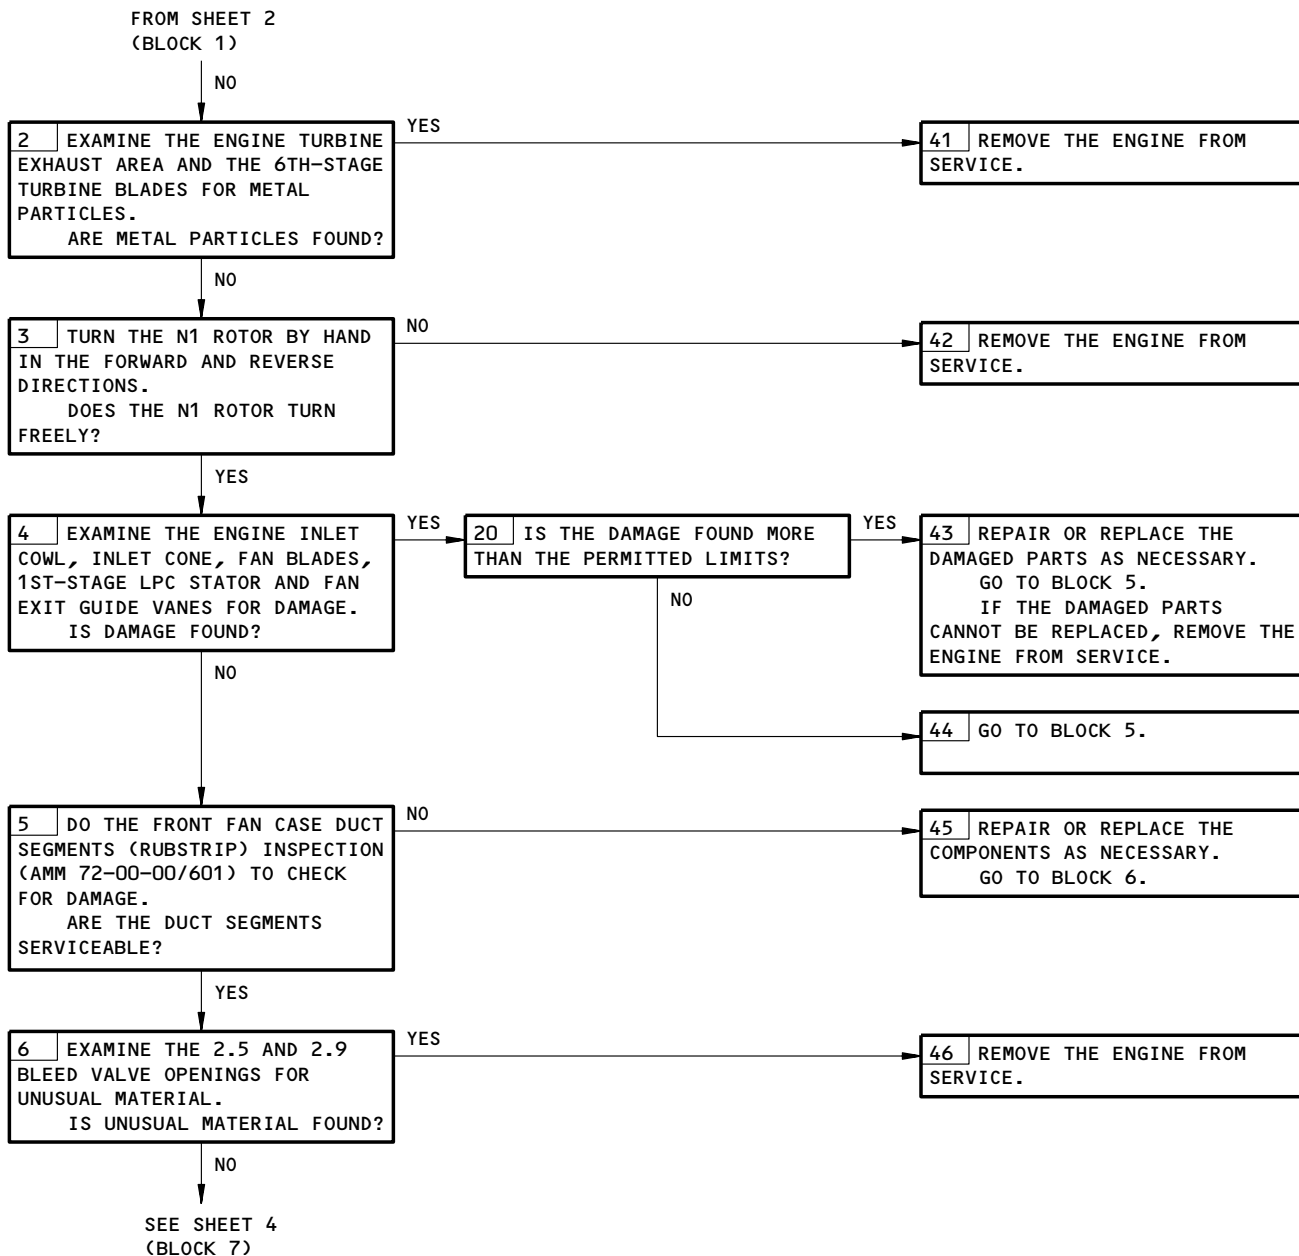 FROM SHEET 2
(BLOCK 1)
NO
2 EXAMINE THE ENGINE TURBINE
EXHAUST AREA AND THE 6TH-STAGE
TURBINE BLADES FOR METAL
PARTICLES.
ARE METAL PARTICLES FOUND?
YES
41 REMOVE THE ENGINE FROM
SERVICE.
NO
3 TURN THE N1 ROTOR BY HAND
IN THE FORWARD AND REVERSE
DIRECTIONS.
DOES THE N1 ROTOR TURN
FREELY?
NO
42 REMOVE THE ENGINE FROM
SERVICE.
YES
4 EXAMINE THE ENGINE INLET
COWL, INLET CONE, FAN BLADES,
1ST-STAGE LPC STATOR AND FAN
EXIT GUIDE VANES FOR DAMAGE.
IS DAMAGE FOUND?
YES
20 IS THE DAMAGE FOUND MORE
THAN THE PERMITTED LIMITS?
YES
43 REPAIR OR REPLACE THE
DAMAGED PARTS AS NECESSARY.
GO TO BLOCK 5.
IF THE DAMAGED PARTS
CANNOT BE REPLACED, REMOVE THE
ENGINE FROM SERVICE.
NO
44 GO TO BLOCK 5.
NO
5 DO THE FRONT FAN CASE DUCT
SEGMENTS (RUBSTRIP) INSPECTION
(AMM 72-00-00/601) TO CHECK
FOR DAMAGE.
ARE THE DUCT SEGMENTS
SERVICEABLE?
NO
45 REPAIR OR REPLACE THE
COMPONENTS AS NECESSARY.
GO TO BLOCK 6.
YES
6 EXAMINE THE 2.5 AND 2.9
BLEED VALVE OPENINGS FOR
UNUSUAL MATERIAL.
IS UNUSUAL MATERIAL FOUND?
YES
46 REMOVE THE ENGINE FROM
SERVICE.
NO
SEE SHEET 4
(BLOCK 7)